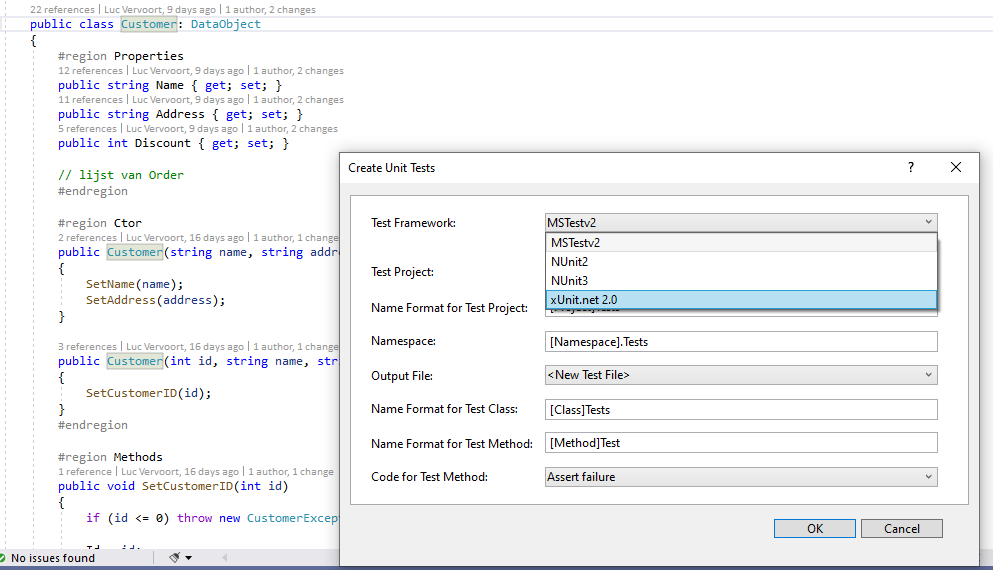 22 references | Luc Vervoort, 9 days ago | 1 author, 2 changes
public class Customer: DataObject
{
#region Properties
12 references | Luc Vervoort, 9 days ago | 1 author, 2 changes
public string Name { get; set; }
11 references | Luc Vervoort, 9 days ago | 1 author, 2 changes
public string Address { get; set; }
5 references | Luc Vervoort, 9 days ago | 1 author, 2 changes
public int Discount { get; set; }
// lijst van Order
#endregion
#region Ctor
2 references | Luc Vervoort, 16 days ago | 1 author, 1 change
public Customer(string name, string addr
{
SetName(name);
SetAddress(address);
}
3 references | Luc Vervoort, 16 days ago | 1 author, 1 change
public Customer(int id, string name, str
{
SetCustomerID(id);
}
#endregion
#region Methods
1 reference | Luc Vervoort, 16 days ago | 1 author, 1 change
public void SetCustomerID(int id)
{
if (id <= 0) throw new CustomerExcep
No issues found
Create Unit Tests
?
Test Framework:
MSTestv2
MSTestv2
NUnit2
NUnit3
xUnit.net 2.0
Test Project:
Name Format for Test Project:
Namespace:
[Namespace].Tests
Output File:
<New Test File>
Name Format for Test Class:
[Class]Tests
Name Format for Test Method:
[Method]Test
Code for Test Method:
Assert failure
OK
Cancel